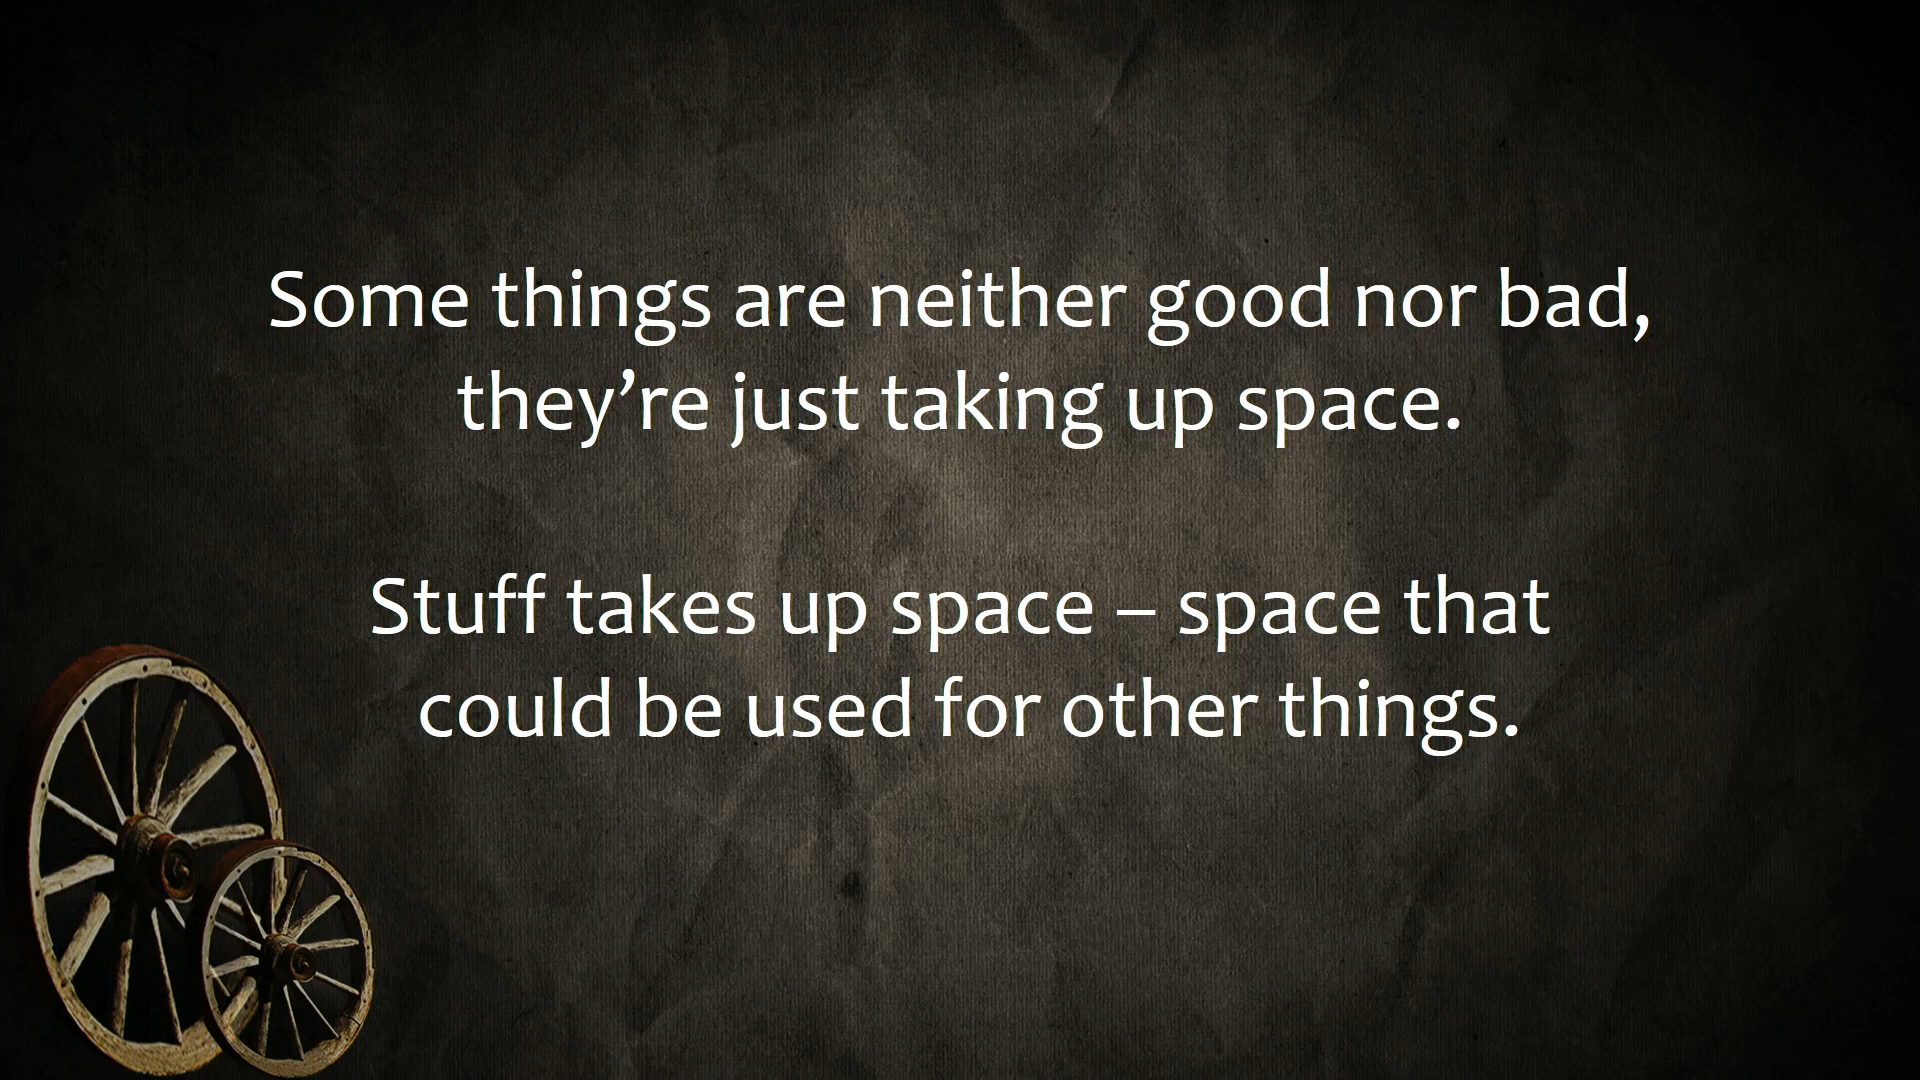 Some things are neither good nor bad,
they’re just taking up space.
Stuff takes up space – space that
could be used for other things.